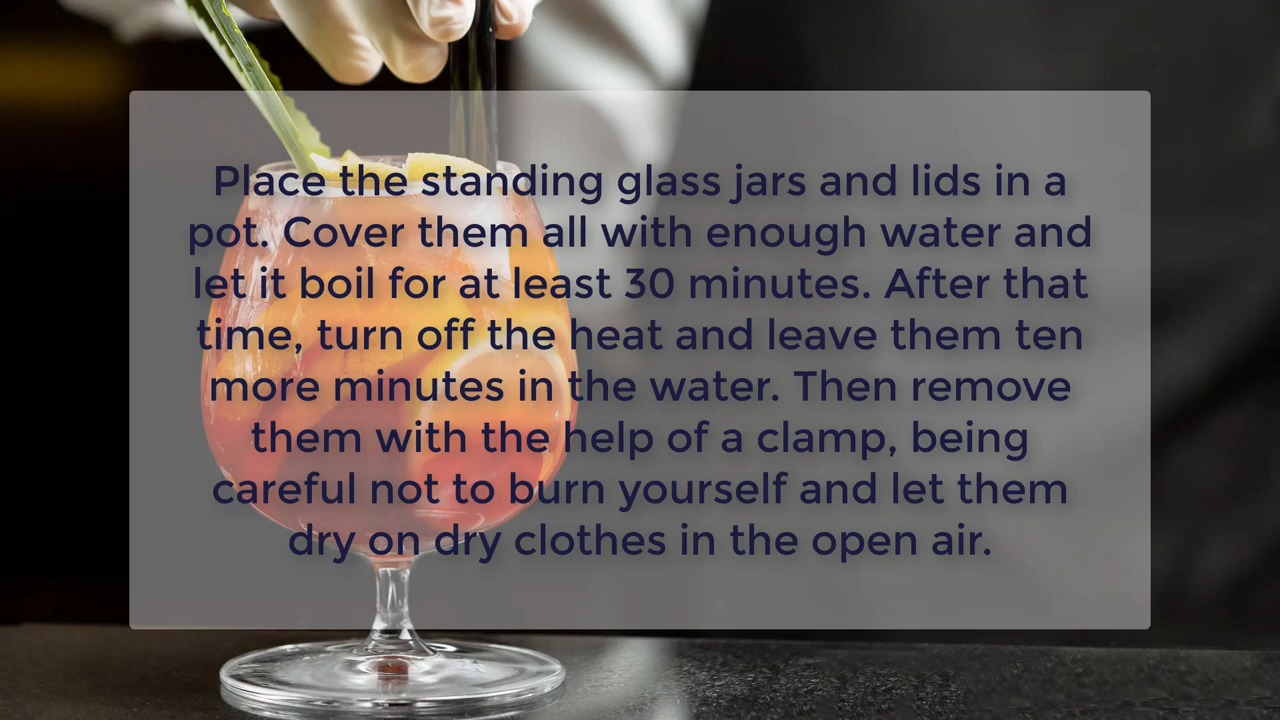 Place the standing glass jars and lids in a
pot. Cover them all with enough water and
let it boil for at least 30 minutes. After that
time, turn off the heat and leave them ten
more minutes in the water. Then remove
them with the help of a clamp, being
careful not to burn yourself and let them
dry on dry clothes in the open air.